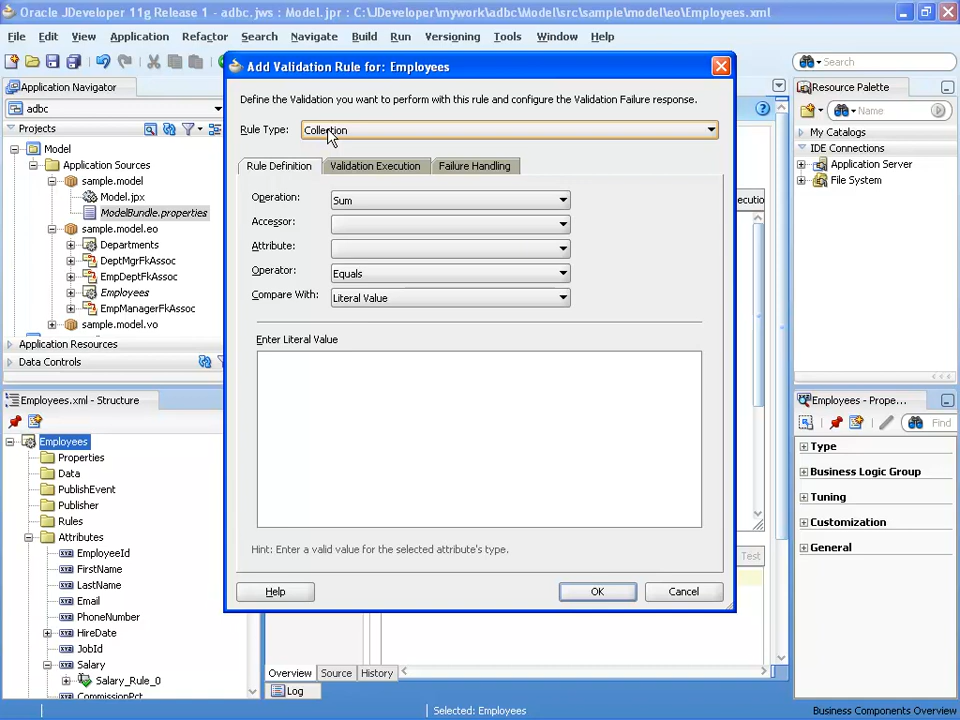 Oracle JDeveloper 11g Release 1 - adbc.jws : Model.jpr : C:\JDeveloper\mywork\adbc\Model\src\sample\model\eo\Employees.xml
File Edit View Application Refactor Search Navigate Build Run Versioning Tools Window Help
Search
Application Navigator
adbc
Projects
Model
Application Sources
sample.model
Model.jpx
ModelBundle.properties
sample.model.eo
Departments
DeptMgrFkAssoc
EmpDeptFkAssoc
Employees
EmpManagerFkAssoc
sample.model.vo
Application Resources
Data Controls
Employees.xml - Structure
Employees
Properties
Data
PublishEvent
Publisher
Rules
Attributes
EmployeeId
FirstName
LastName
Email
PhoneNumber
HireDate
JobId
Salary
Salary_Rule_0
CommissionPct
Add Validation Rule for: Employees
Define the Validation you want to perform with this rule and configure the Validation Failure response.
Rule Type: Collection
Rule Definition Validation Execution Failure Handling
Operation: Sum
Accessor:
Attribute:
Operator: Equals
Compare With: Literal Value
Enter Literal Value
Hint: Enter a valid value for the selected attribute's type.
Help OK Cancel
Test
Overview Source History
Log
Resource Palette
Name
My Catalogs
IDE Connections
Application Server
File System
Employees - Prope...
Find
Type
Business Logic Group
Tuning
Customization
General
Selected: Employees
Business Components Overview